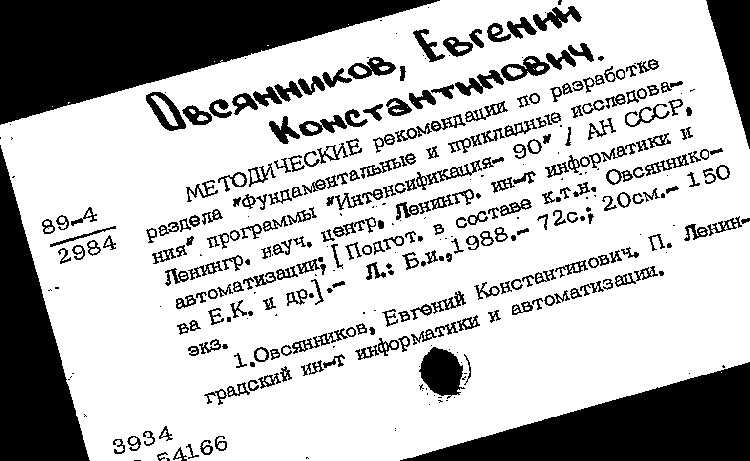 Овсянников, Евгений
Константинович.
МЕТОДИЧЕСКИЕ рекомендации по разработке
раздела "Фундаментальные и прикладные исследова-
ния" программы "Интенсификация- 90" / АН СССР,
Ленингр. науч. центр, Ленингр. ин-т информатики и
автоматизации; [Подгот. в составе к.т.н. Овсяннико-
ва Е.К. и др.].- Л.: Б.и.,1988.- 72с.; 20см.- 150
экз.
1.Овсянников, Евгений Константинович. П. Ленин-
градский ин-т информатики и автоматизации.
89-4
2984
3934
54166